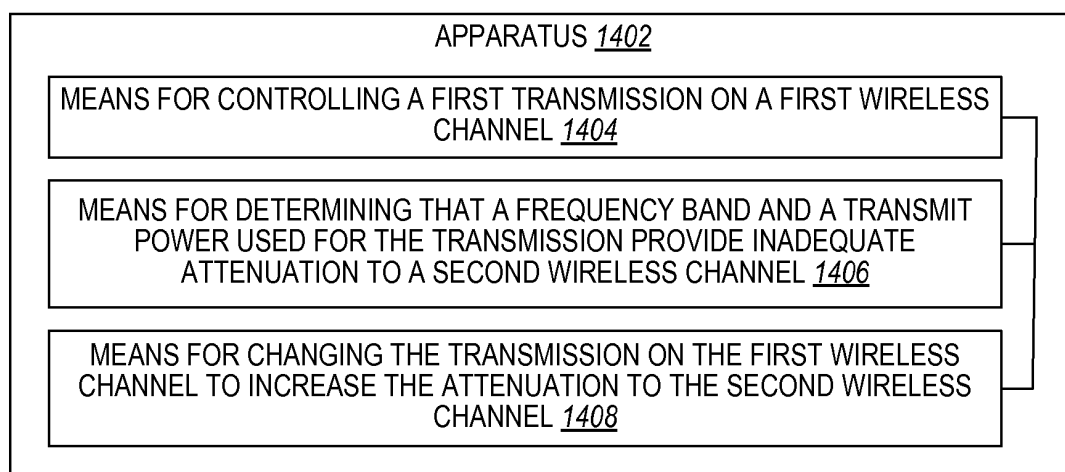 APPARATUS 1402
MEANS FOR CONTROLLING A FIRST TRANSMISSION ON A FIRST WIRELESS
CHANNEL 1404
MEANS FOR DETERMINING THAT A FREQUENCY BAND AND A TRANSMIT
POWER USED FOR THE TRANSMISSION PROVIDE INADEQUATE
ATTENUATION TO A SECOND WIRELESS CHANNEL 1406
MEANS FOR CHANGING THE TRANSMISSION ON THE FIRST WIRELESS
CHANNEL TO INCREASE THE ATTENUATION TO THE SECOND WIRELESS
CHANNEL 1408